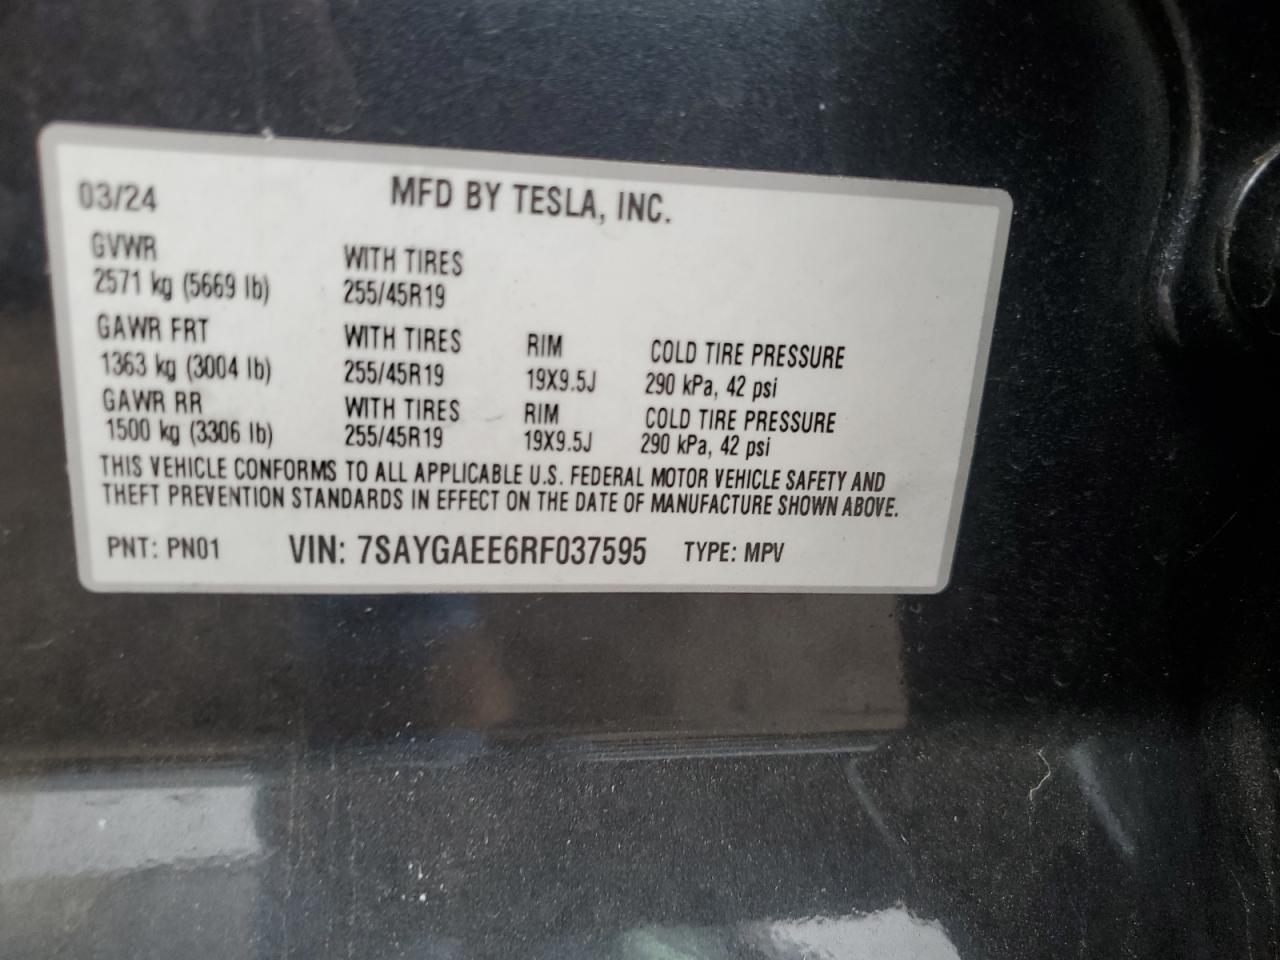 03/24 MFD BY TESLA, INC.
GVWR WITH TIRES
2571 kg (5669 lb) 255/45R19
GAWR FRT WITH TIRES RIM COLD TIRE PRESSURE
1363 kg (3004 lb) 255/45R19 19X9.5J 290 kPa, 42 psi
GAWR RR WITH TIRES RIM COLD TIRE PRESSURE
1500 kg (3306 lb) 255/45R19 19X9.5J 290 kPa, 42 psi
THIS VEHICLE CONFORMS TO ALL APPLICABLE U.S. FEDERAL MOTOR VEHICLE SAFETY AND
THEFT PREVENTION STANDARDS IN EFFECT ON THE DATE OF MANUFACTURE SHOWN ABOVE.
PNT: PN01 VIN: 7SAYGAEE6RF037595 TYPE: MPV